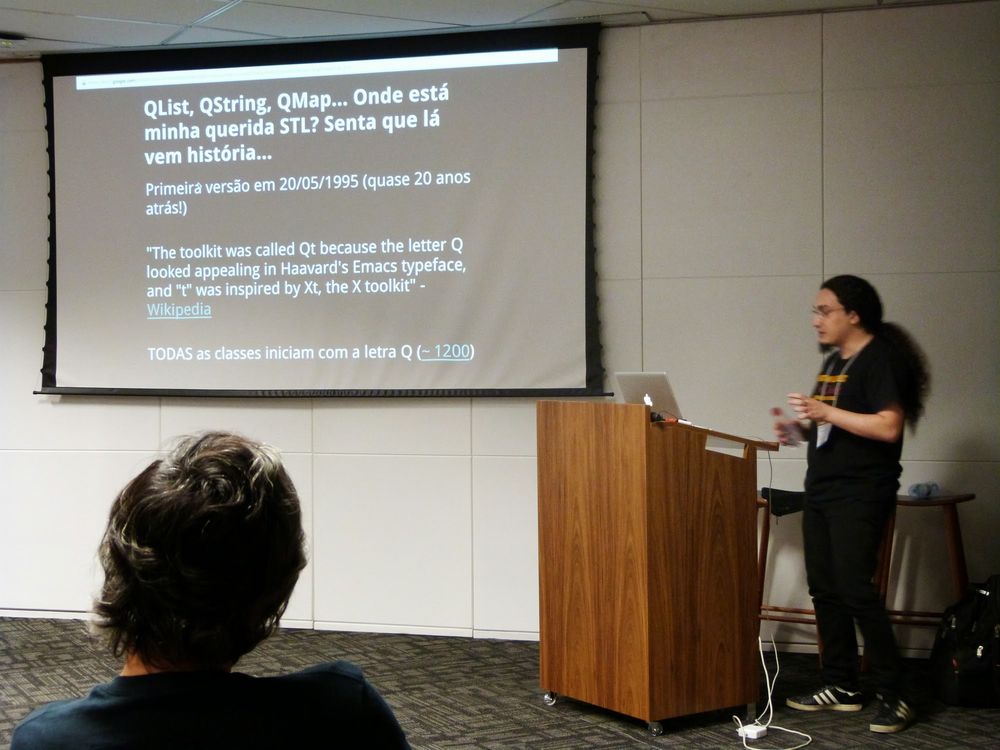 QList, QString, QMap... Onde está
minha querida STL? Senta que lá
vem história...
Primeira versão em 20/05/1995 (quase 20 anos
atrás!)
"The toolkit was called Qt because the letter Q
looked appealing in Haavard's Emacs typeface,
and "t" was inspired by Xt, the X toolkit" -
Wikipedia
TODAS as classes iniciam com a letra Q (~ 1200)